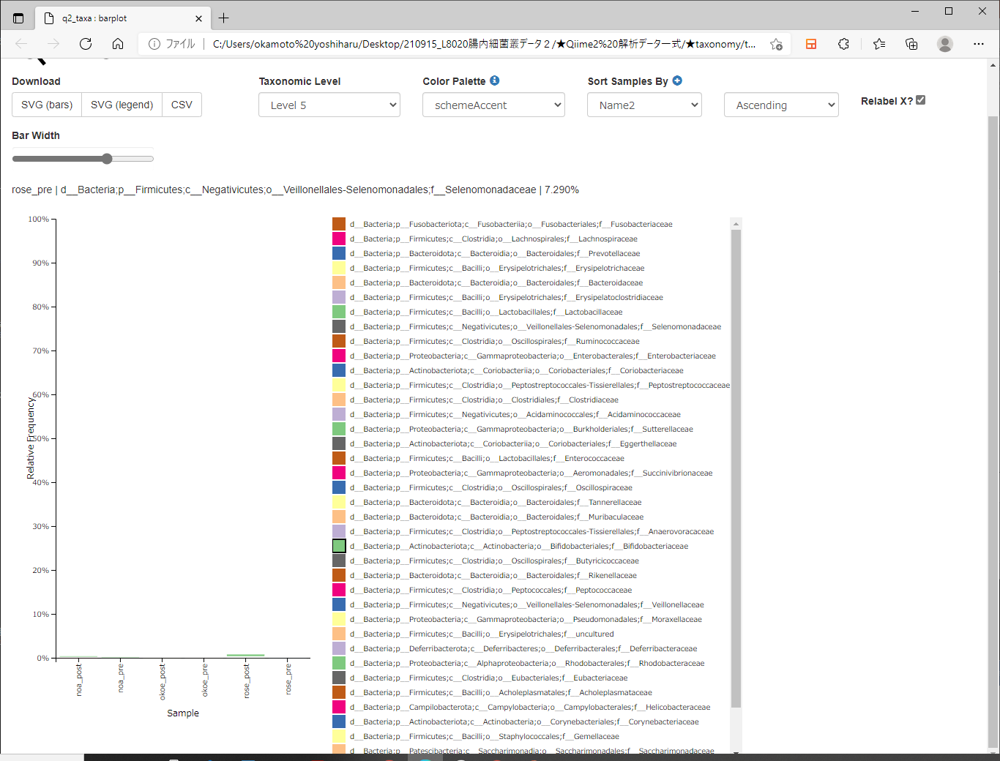 q2_taxa : barplot
ファイル
C:/Users/okamoto%20yoshiharu/Desktop/210915_L8020腸内細菌叢データ２/★Qiime2%20解析データ一式/★taxonomy/t...
Download
Taxonomic Level
Color Palette
Sort Samples By
SVG (bars)
SVG (legend)
CSV
Level 5
schemeAccent
Name2
Ascending
Relabel X?
Bar Width
rose_pre | d__Bacteria;p__Firmicutes;c__Negativicutes;o__Veillonellales-Selenomonadales;f__Selenomonadaceae | 7.290%
100%
90%
80%
70%
60%
50%
40%
30%
20%
10%
0%
Relative Frequency
noa_post
noa_pre
okoe_post
okoe_pre
rose_post
rose_pre
Sample
d__Bacteria;p__Fusobacteriota;c__Fusobacteriia;o__Fusobacteriales;f__Fusobacteriaceae
d__Bacteria;p__Firmicutes;c__Clostridia;o__Lachnospirales;f__Lachnospiraceae
d__Bacteria;p__Bacteroidota;c__Bacteroidia;o__Bacteroidales;f__Prevotellaceae
d__Bacteria;p__Firmicutes;c__Bacilli;o__Erysipelotrichales;f__Erysipelotrichaceae
d__Bacteria;p__Bacteroidota;c__Bacteroidia;o__Bacteroidales;f__Bacteroidaceae
d__Bacteria;p__Firmicutes;c__Bacilli;o__Erysipelotrichales;f__Erysipelatoclostridiaceae
d__Bacteria;p__Firmicutes;c__Bacilli;o__Lactobacillales;f__Lactobacillaceae
d__Bacteria;p__Firmicutes;c__Negativicutes;o__Veillonellales-Selenomonadales;f__Selenomonadaceae
d__Bacteria;p__Firmicutes;c__Clostridia;o__Oscillospirales;f__Ruminococcaceae
d__Bacteria;p__Proteobacteria;c__Gammaproteobacteria;o__Enterobacterales;f__Enterobacteriaceae
d__Bacteria;p__Actinobacteriota;c__Coriobacteriia;o__Coriobacteriales;f__Coriobacteriaceae
d__Bacteria;p__Firmicutes;c__Clostridia;o__Peptostreptococcales-Tissierellales;f__Peptostreptococcaceae
d__Bacteria;p__Firmicutes;c__Clostridia;o__Clostridiales;f__Clostridiaceae
d__Bacteria;p__Firmicutes;c__Negativicutes;o__Acidaminococcales;f__Acidaminococcaceae
d__Bacteria;p__Proteobacteria;c__Gammaproteobacteria;o__Burkholderiales;f__Sutterellaceae
d__Bacteria;p__Actinobacteriota;c__Coriobacteriia;o__Coriobacteriales;f__Eggerthellaceae
d__Bacteria;p__Firmicutes;c__Bacilli;o__Lactobacillales;f__Enterococcaceae
d__Bacteria;p__Proteobacteria;c__Gammaproteobacteria;o__Aeromonadales;f__Succinivibrionaceae
d__Bacteria;p__Firmicutes;c__Clostridia;o__Oscillospirales;f__Oscillospiraceae
d__Bacteria;p__Bacteroidota;c__Bacteroidia;o__Bacteroidales;f__Tannerellaceae
d__Bacteria;p__Bacteroidota;c__Bacteroidia;o__Bacteroidales;f__Muribaculaceae
d__Bacteria;p__Firmicutes;c__Clostridia;o__Peptostreptococcales-Tissierellales;f__Anaerovoracaceae
d__Bacteria;p__Actinobacteriota;c__Actinobacteria;o__Bifidobacteriales;f__Bifidobacteriaceae
d__Bacteria;p__Firmicutes;c__Clostridia;o__Oscillospirales;f__Butyricicoccaceae
d__Bacteria;p__Bacteroidota;c__Bacteroidia;o__Bacteroidales;f__Rikenellaceae
d__Bacteria;p__Firmicutes;c__Clostridia;o__Peptococcales;f__Peptococcaceae
d__Bacteria;p__Firmicutes;c__Negativicutes;o__Veillonellales-Selenomonadales;f__Veillonellaceae
d__Bacteria;p__Proteobacteria;c__Gammaproteobacteria;o__Pseudomonadales;f__Moraxellaceae
d__Bacteria;p__Firmicutes;c__Bacilli;o__Erysipelotrichales;f__uncultured
d__Bacteria;p__Deferribacterota;c__Deferribacteres;o__Deferribacterales;f__Deferribacteraceae
d__Bacteria;p__Proteobacteria;c__Alphaproteobacteria;o__Rhodobacterales;f__Rhodobacteraceae
d__Bacteria;p__Firmicutes;c__Clostridia;o__Eubacteriales;f__Eubacteriaceae
d__Bacteria;p__Firmicutes;c__Bacilli;o__Acholeplasmatales;f__Acholeplasmataceae
d__Bacteria;p__Campilobacterota;c__Campylobacteria;o__Campylobacterales;f__Helicobacteraceae
d__Bacteria;p__Actinobacteriota;c__Actinobacteria;o__Corynebacteriales;f__Corynebacteriaceae
d__Bacteria;p__Firmicutes;c__Bacilli;o__Staphylococcales;f__Gemellaceae
d__Bacteria;p__Patescibacteria;c__Saccharimonadia;o__Saccharimonadales;f__Saccharimonadaceae